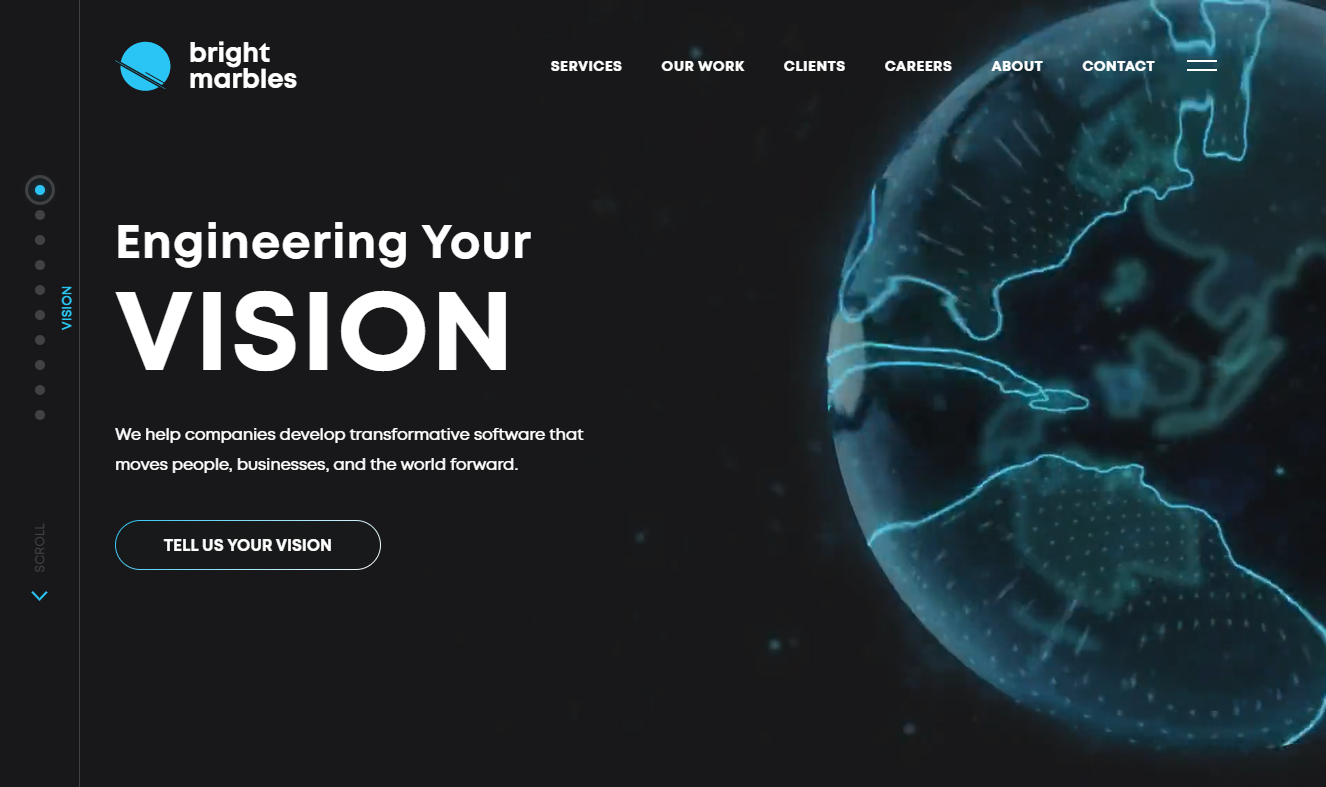 bright
marbles
SERVICES
OUR WORK
CLIENTS
CAREERS
ABOUT
CONTACT
Engineering Your
VISION
VISION
We help companies develop transformative software that
moves people, businesses, and the world forward.
TELL US YOUR VISION
SCROLL